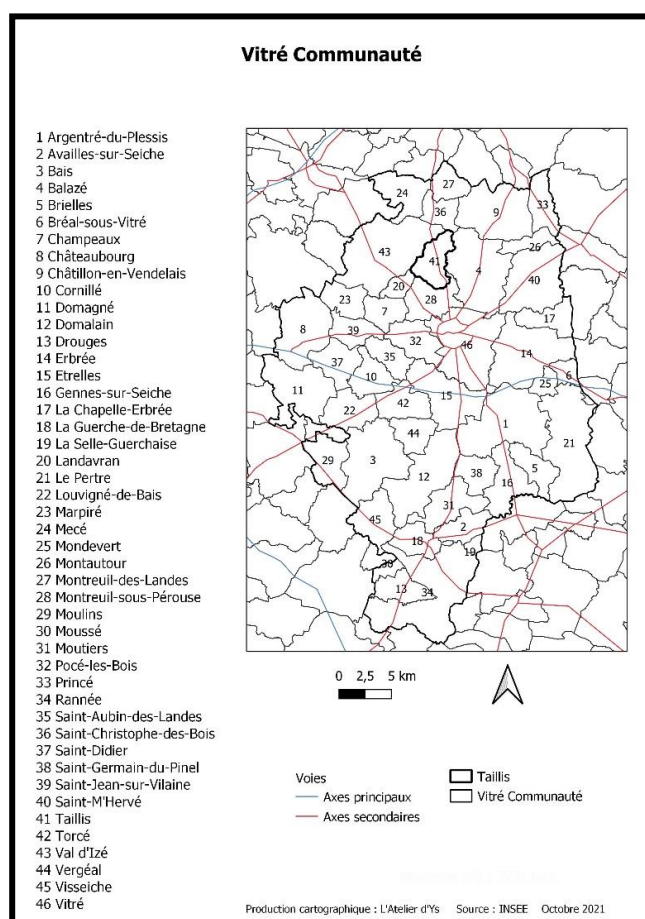 Vitré Communauté
1 Argentré-du-Plessis
2 Availles-sur-Seiche
3 Bais
4 Balazé
5 Brielles
6 Bréal-sous-Vitré
7 Champeaux
8 Châteaubourg
9 Châtillon-en-Vendelais
10 Cornillé
11 Domagné
12 Domalain
13 Drouges
14 Erbrée
15 Etrelles
16 Gennes-sur-Seiche
17 La Chapelle-Erbrée
18 La Guerche-de-Bretagne
19 La Selle-Guerchaise
20 Landavran
21 Le Pertre
22 Louvigné-de-Bais
23 Marpiré
24 Mecé
25 Mondevert
26 Montautour
27 Montreuil-des-Landes
28 Montreuil-sous-Pérouse
29 Moulins
30 Moussé
31 Moutiers
32 Pocé-les-Bois
33 Princé
34 Rannée
35 Saint-Aubin-des-Landes
36 Saint-Christophe-des-Bois
37 Saint-Didier
38 Saint-Germain-du-Pinel
39 Saint-Jean-sur-Vilaine
40 Saint-M'Hervé
41 Taillis
42 Torcé
43 Val d'Izé
44 Vergéal
45 Visseiche
46 Vitré
27
24
33
36
9
43
26
41
4
40
20
23
28
7
17
8
39
32
46
14
35
37
10
6
25
11
42
15
22
1
44
21
29
3
5
12
38
16
31
45
2
18
19
30
13
34
0 2,5 5 km
Voies
Axes principaux
Axes secondaires
Taillis
Vitré Communauté
Production cartographique : L'Atelier d'Ys Source : INSEE Octobre 2021